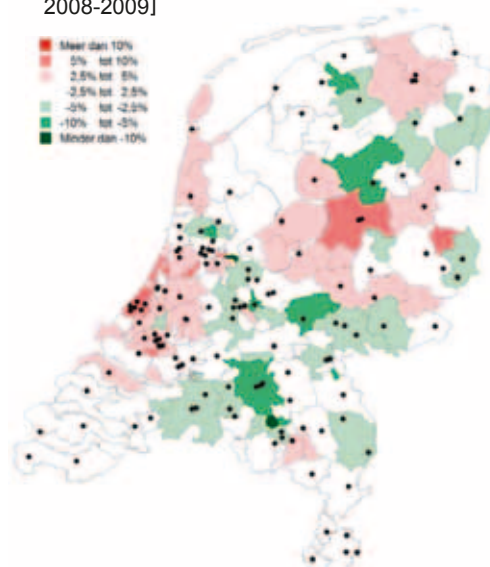 2008-2009]
Meer dan 10%
5% tot 10%
2,5% tot 5%
-2,5% tot 2,5%
-5% tot -2,5%
-10% tot -5%
Minder dan -10%